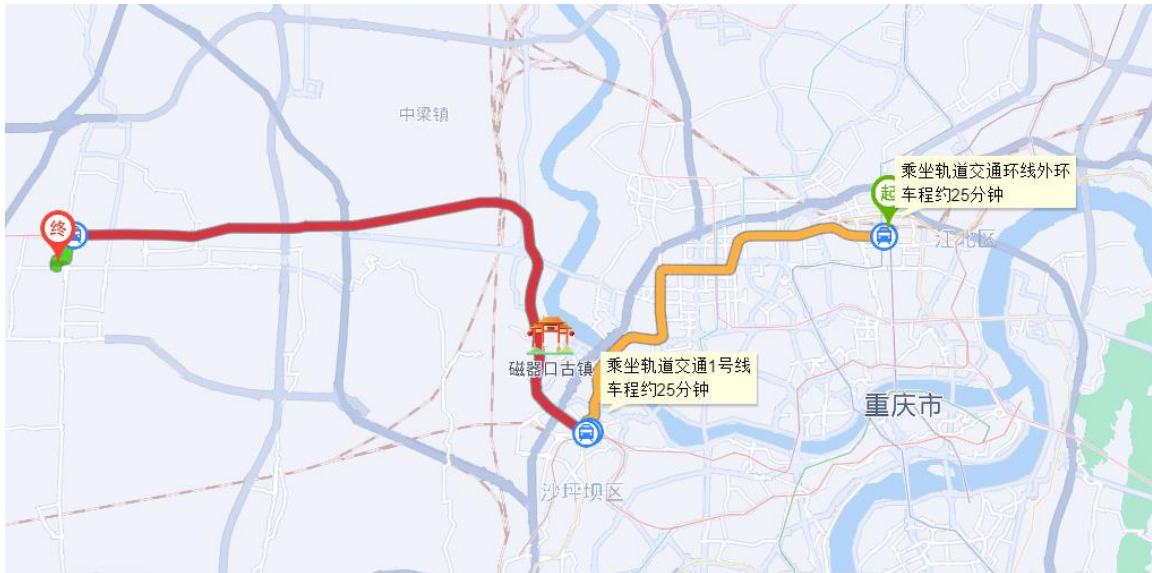 中梁镇
乘坐轨道交通环线外环
车程约25分钟
起
终
江北区
磁器口古镇
乘坐轨道交通1号线
车程约25分钟
重庆市
沙坪坝区